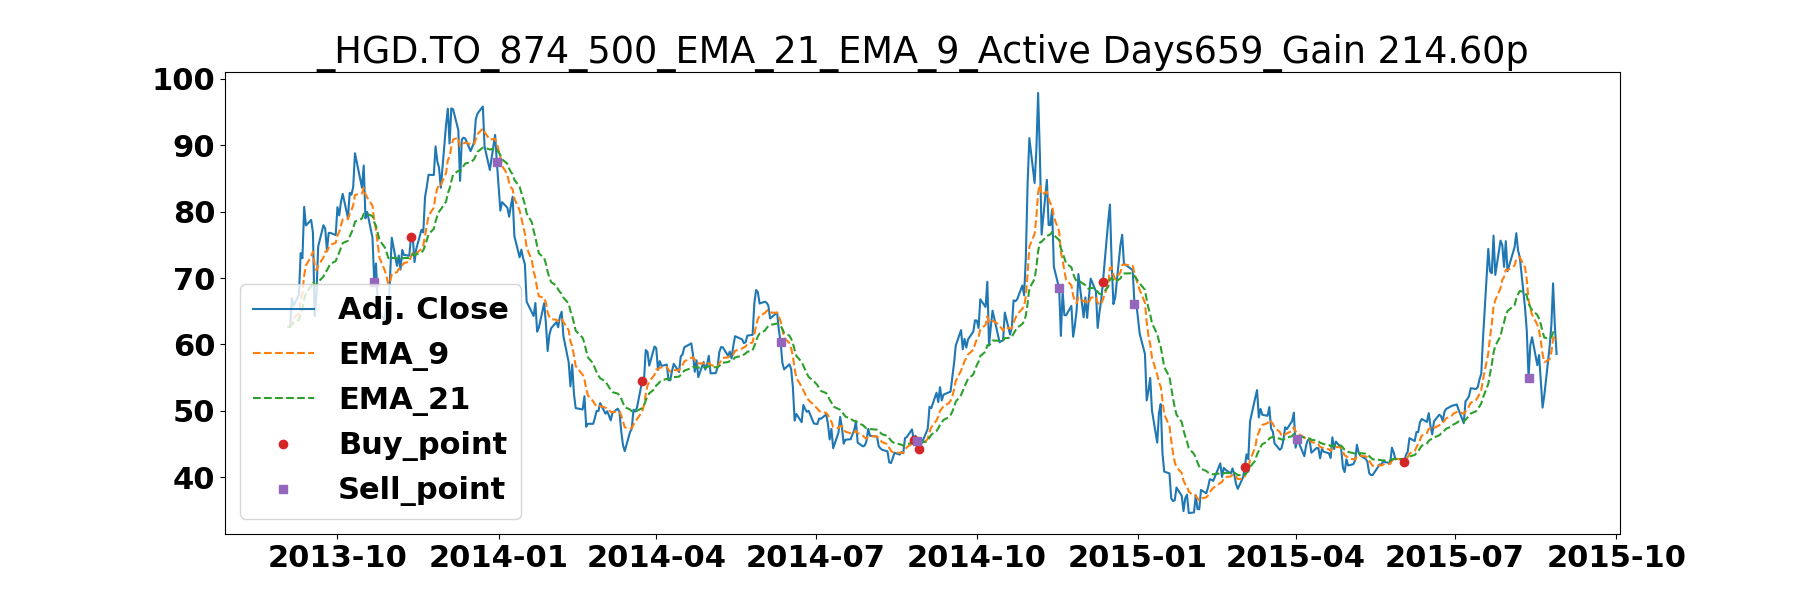 _HGD.TO_874_500_EMA_21_EMA_9_Active Days659_Gain 214.60p
100
90
80
70
60
50
40
Adj. Close
EMA_9
EMA_21
Buy_point
Sell_point
2013-10 2014-01 2014-04 2014-07 2014-10 2015-01 2015-04 2015-07 2015-10